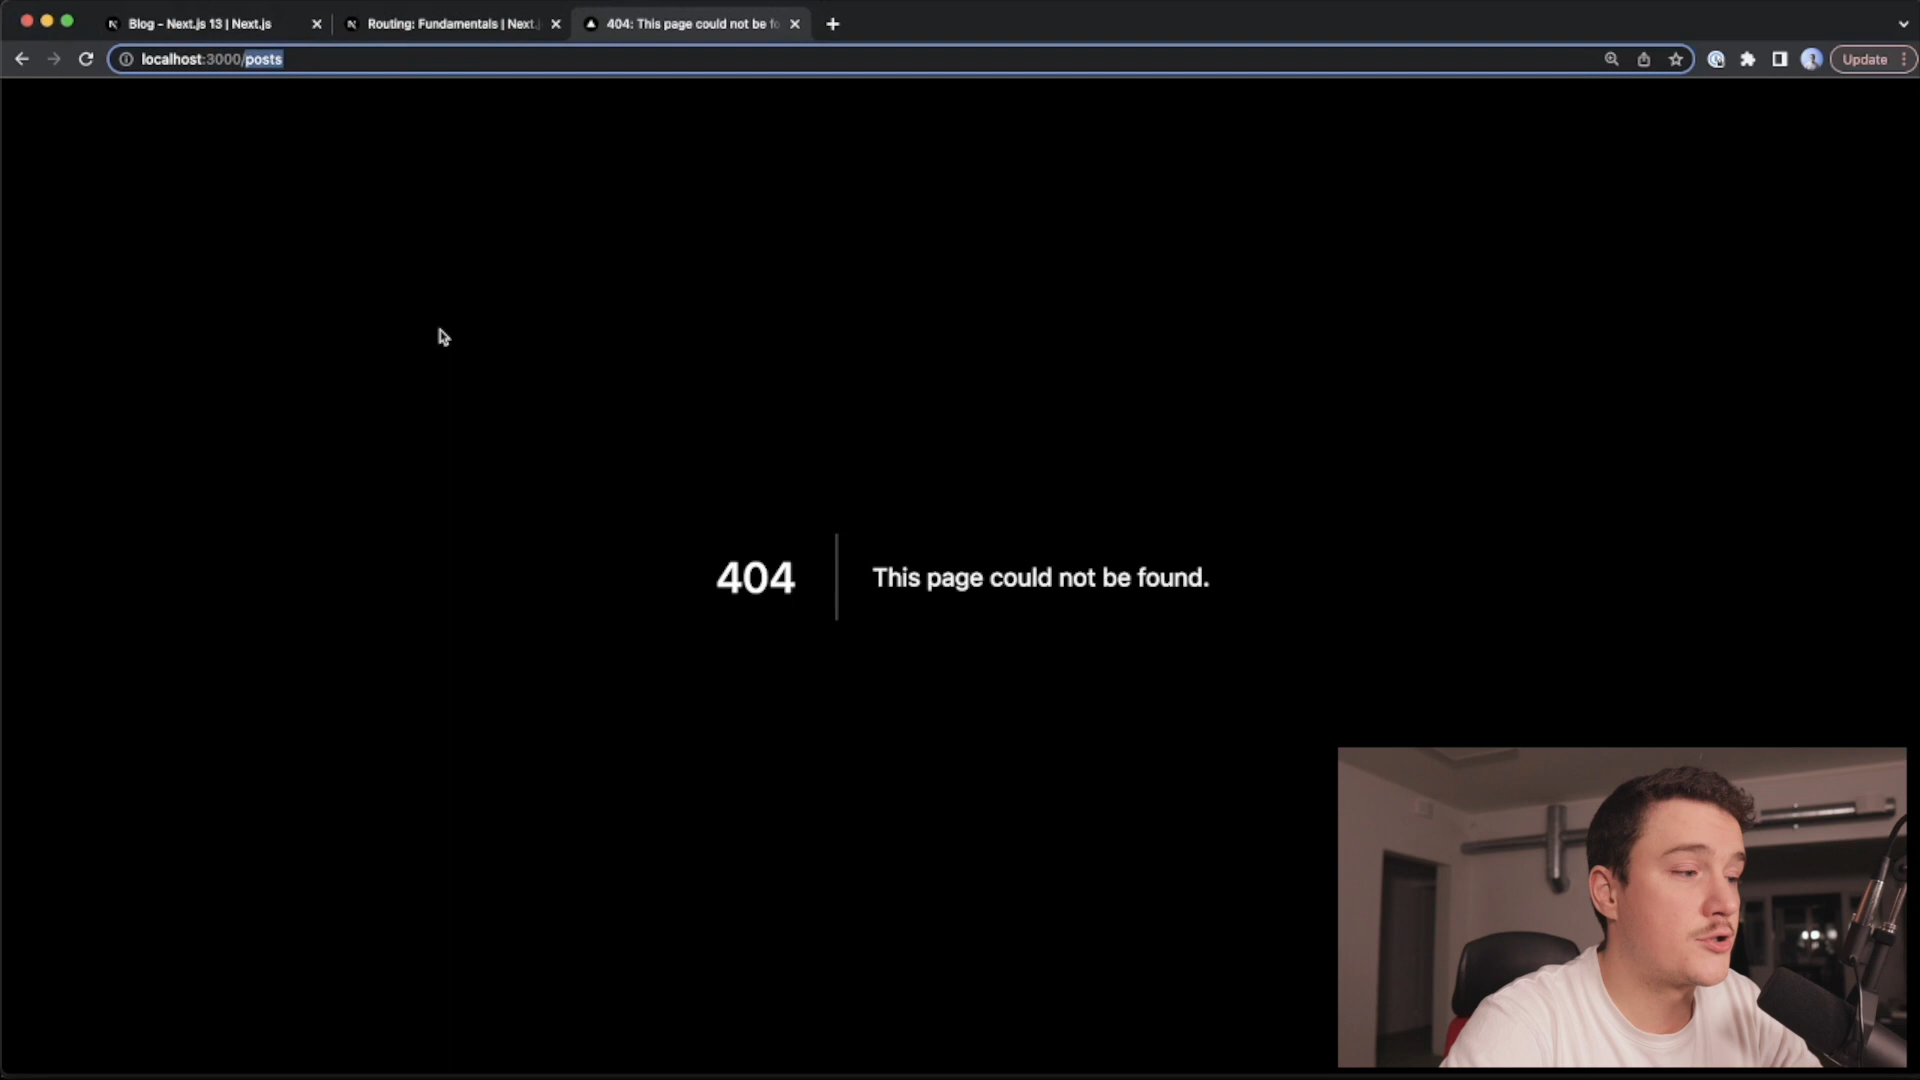 Blog - Next.js 13 | Next.js
Routing: Fundamentals | Next.
404: This page could not be fo
localhost:3000/posts
Update
404
This page could not be found.